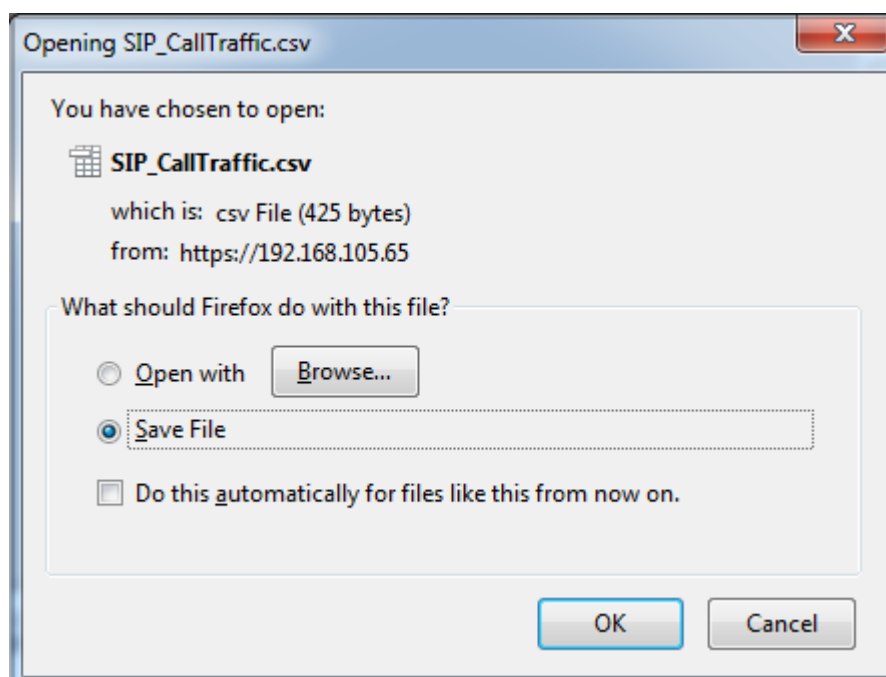 Opening SIP_CallTraffic.csv
You have chosen to open:
SIP_CallTraffic.csv
which is: csv File (425 bytes)
from: https://192.168.105.65
What should Firefox do with this file?
Open with Browse...
Save File
Do this automatically for files like this from now on.
OK Cancel